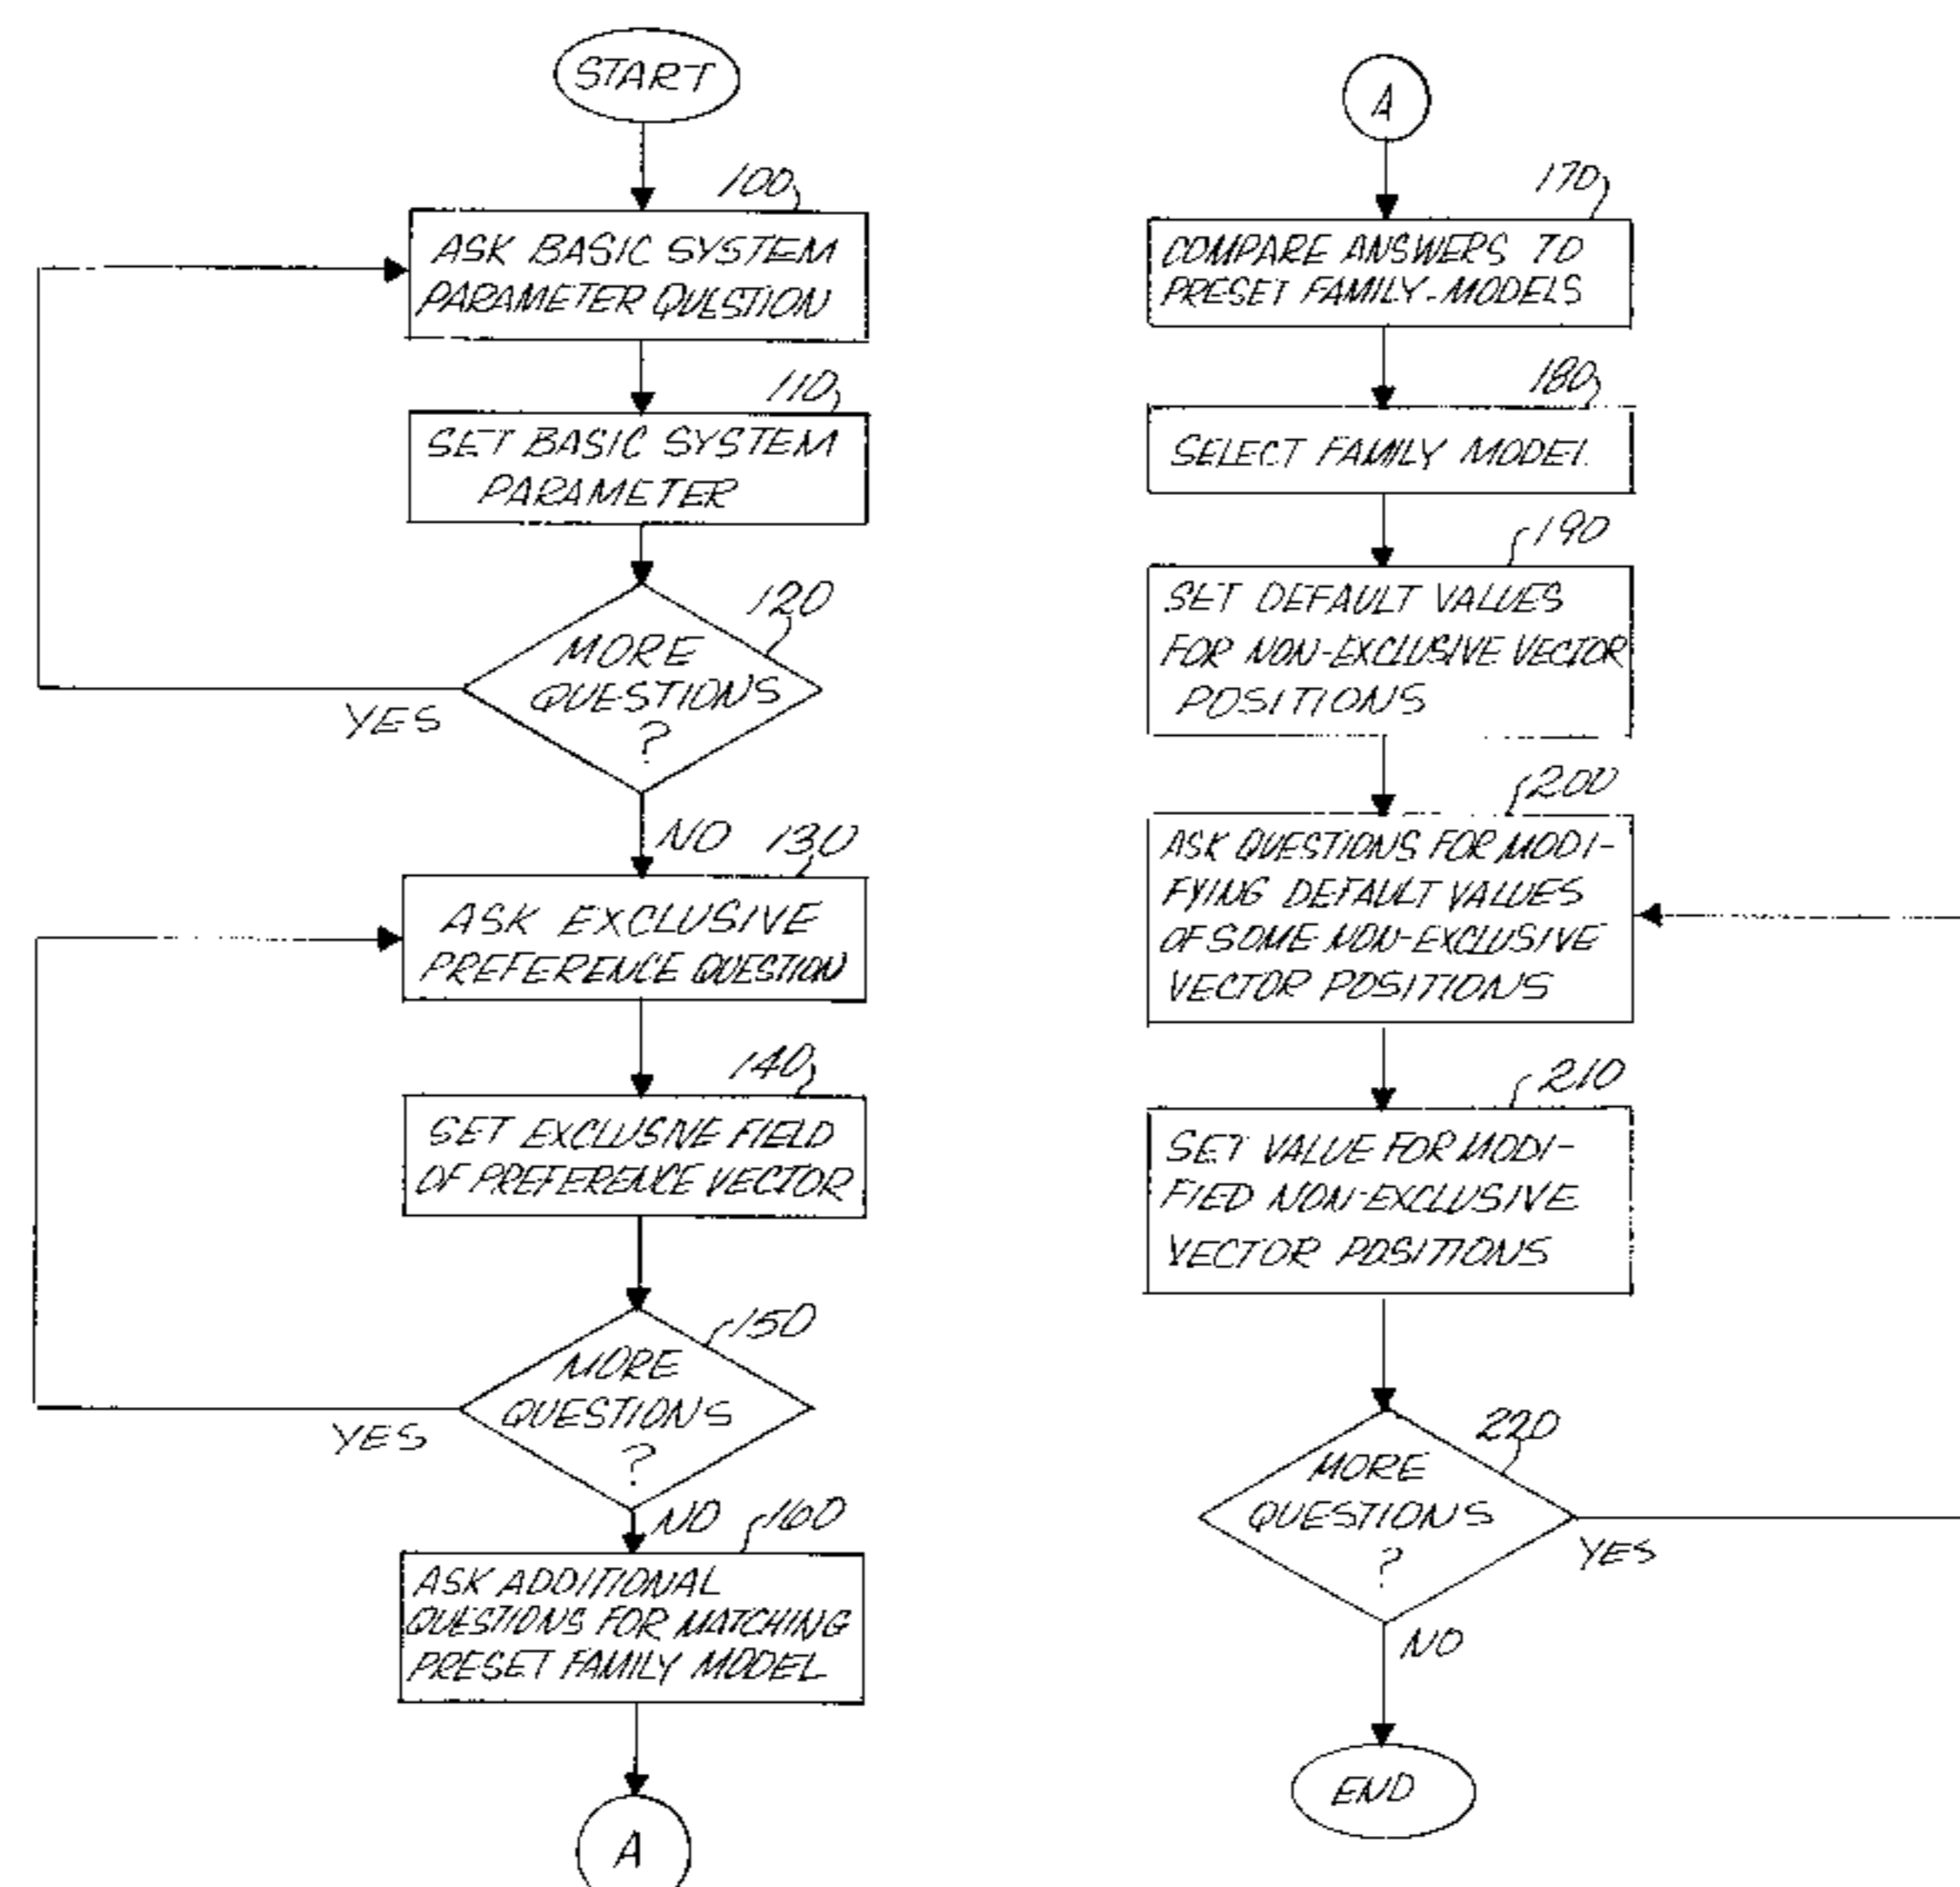 START
100
ASK BASIC SYSTEM
PARAMETER QUESTION
110
SET BASIC SYSTEM
PARAMETER
120
MORE
QUESTIONS
?
YES
NO
130
ASK EXCLUSIVE
PREFERENCE QUESTION
140
SET EXCLUSIVE FIELD
OF PREFERENCE VECTOR
150
MORE
QUESTIONS
?
YES
NO
160
ASK ADDITIONAL
QUESTIONS FOR MATCHING
PRESET FAMILY MODEL
A
A
170
COMPARE ANSWERS TO
PRESET FAMILY-MODELS
180
SELECT FAMILY MODEL
190
SET DEFAULT VALUES
FOR NON-EXCLUSIVE VECTOR
POSITIONS
200
ASK QUESTIONS FOR MODI-
FYING DEFAULT VALUES
OF SOME NON-EXCLUSIVE
VECTOR POSITIONS
210
SET VALUE FOR MODI-
FIED NON-EXCLUSIVE
VECTOR POSITIONS
220
MORE
QUESTIONS
?
YES
NO
END